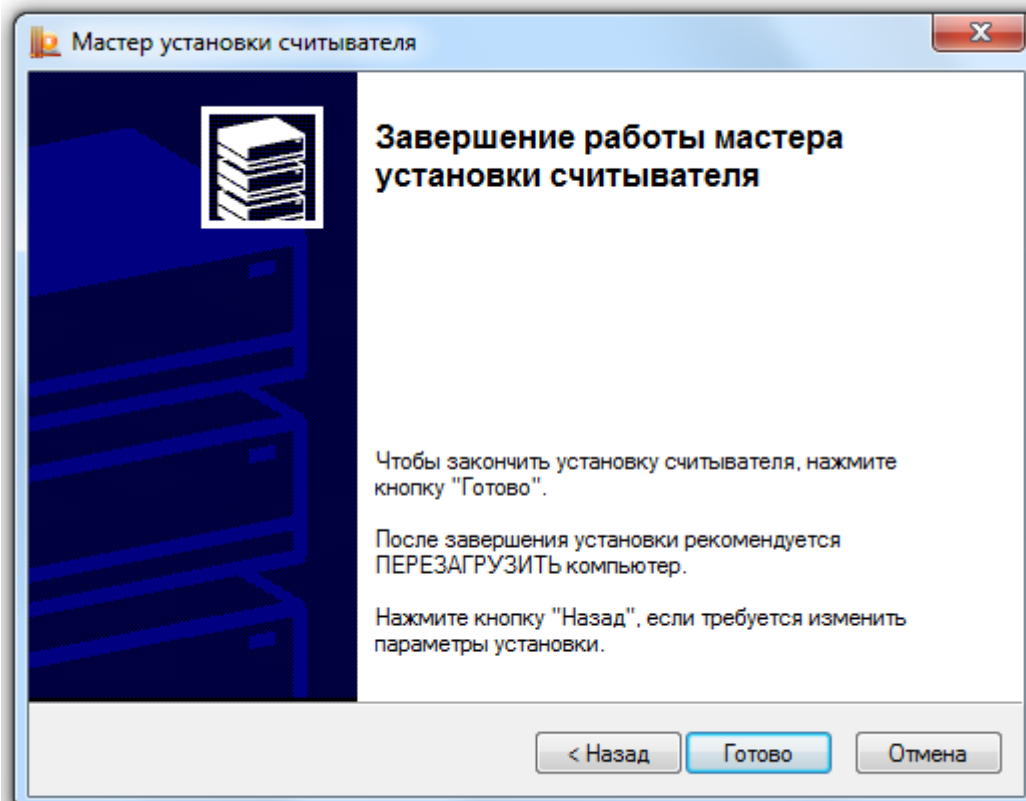 Мастер установки считывателя
Завершение работы мастера
установки считывателя
Чтобы закончить установку считывателя, нажмите
кнопку "Готово".
После завершения установки рекомендуется
ПЕРЕЗАГРУЗИТЬ компьютер.
Нажмите кнопку "Назад", если требуется изменить
параметры установки.
< Назад
Готово
Отмена